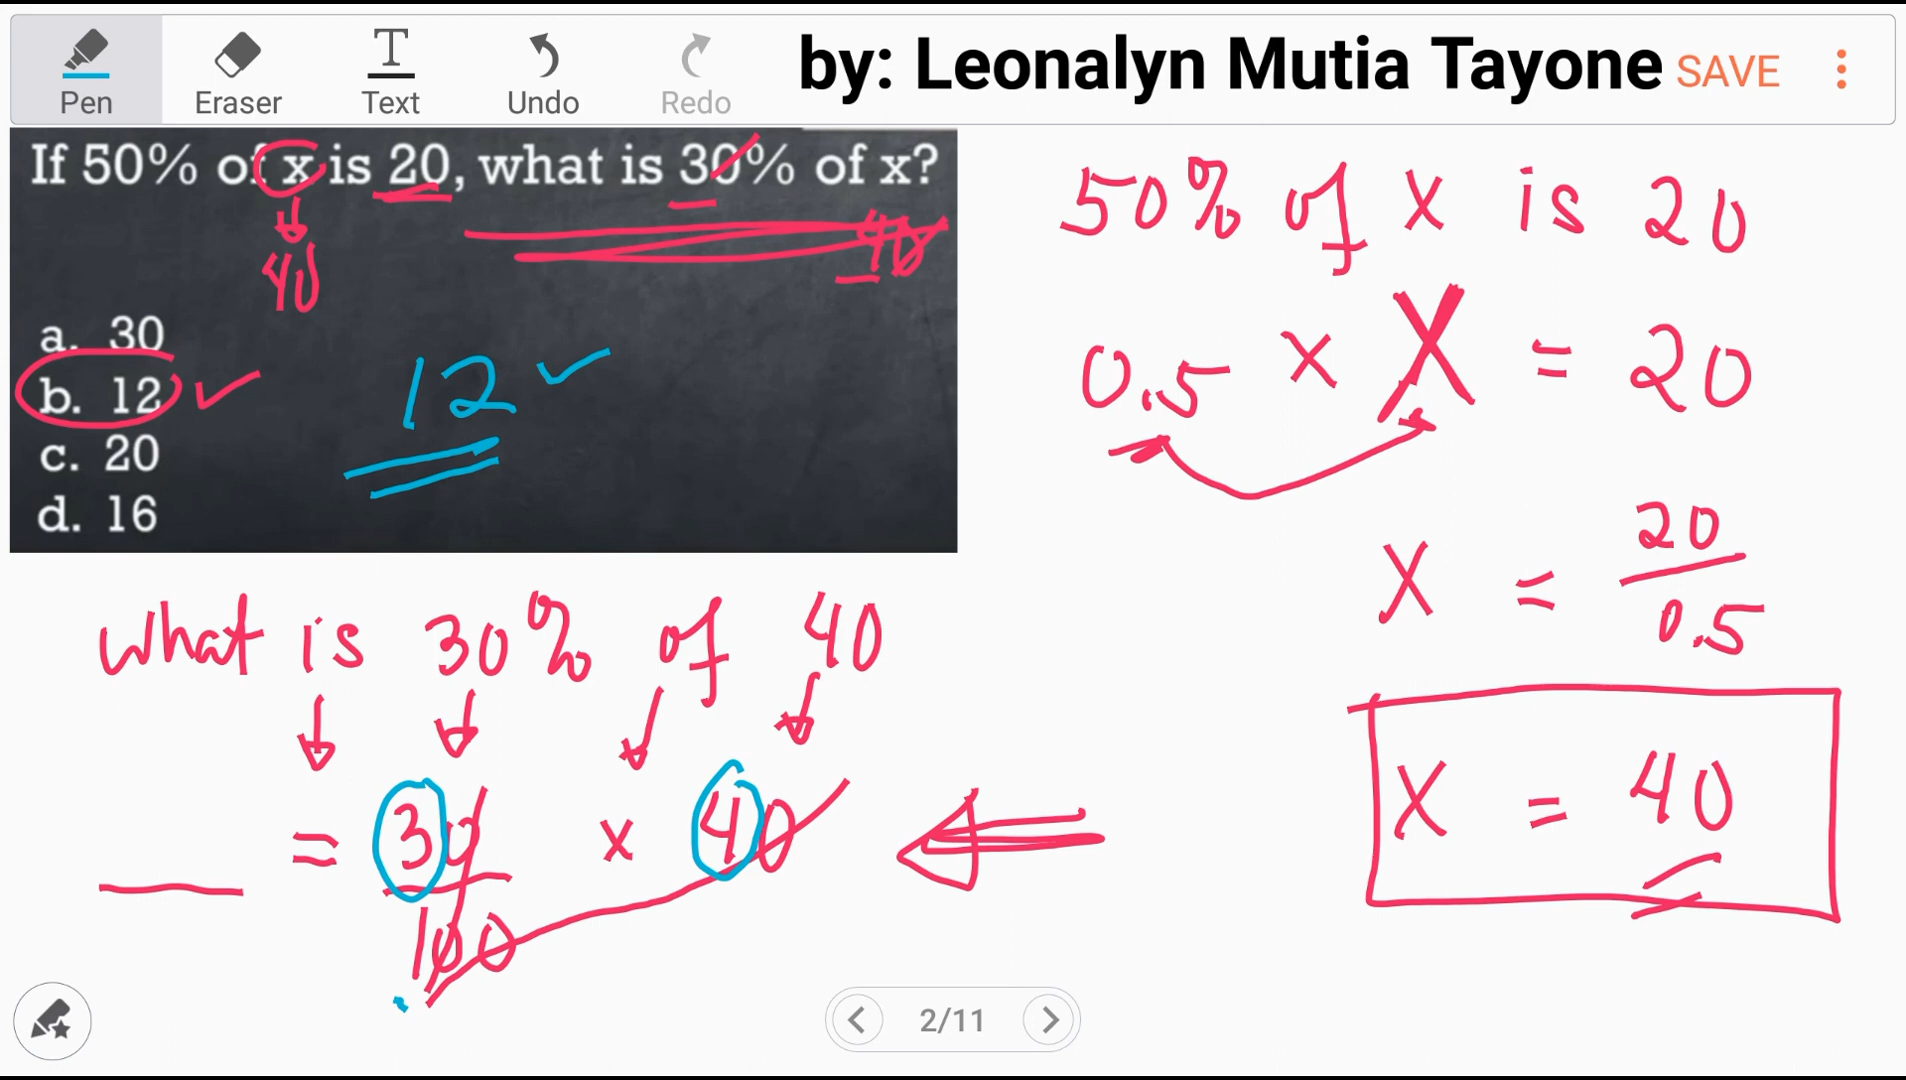 Pen Eraser Text Undo Redo by: Leonalyn Mutia Tayone SAVE
If 50% of x is 20, what is 30% of x?
40
40
a. 30
b. 12
c. 20
d. 16
12
50% of x is 20
0.5 x X = 20
X = 20
0.5
X = 40
what is 30% of 40
= 30 x 40
100
2/11